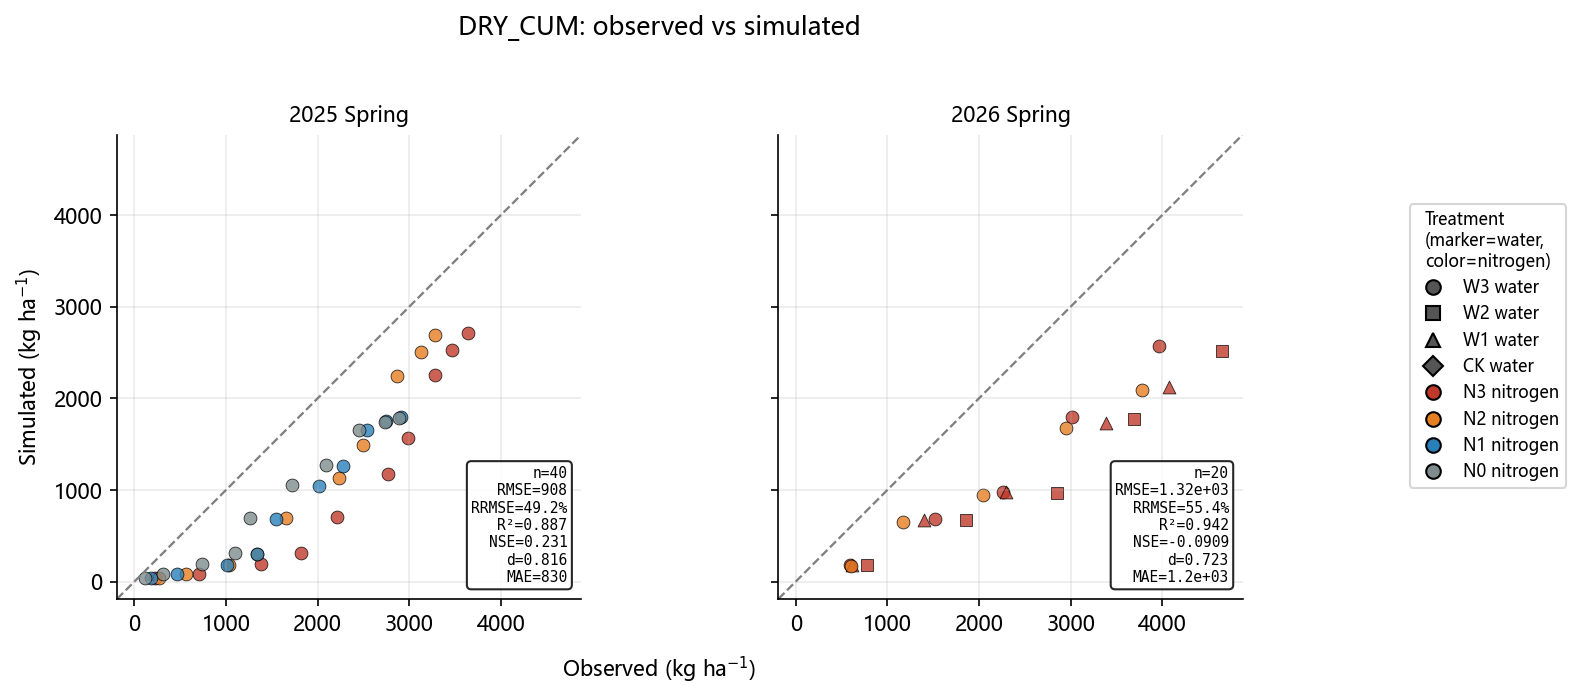 DRY_CUM: observed vs simulated
2025 Spring
2026 Spring
Simulated (kg ha⁻¹)
4000
3000
2000
1000
0
n=40
RMSE=908
RRMSE=49.2%
R²=0.887
NSE=0.231
d=0.816
MAE=830
0 1000 2000 3000 4000
n=20
RMSE=1.32e+03
RRMSE=55.4%
R²=0.942
NSE=-0.0909
d=0.723
MAE=1.2e+03
0 1000 2000 3000 4000
Observed (kg ha⁻¹)
Treatment
(marker=water,
color=nitrogen)
W3 water
W2 water
W1 water
CK water
N3 nitrogen
N2 nitrogen
N1 nitrogen
N0 nitrogen